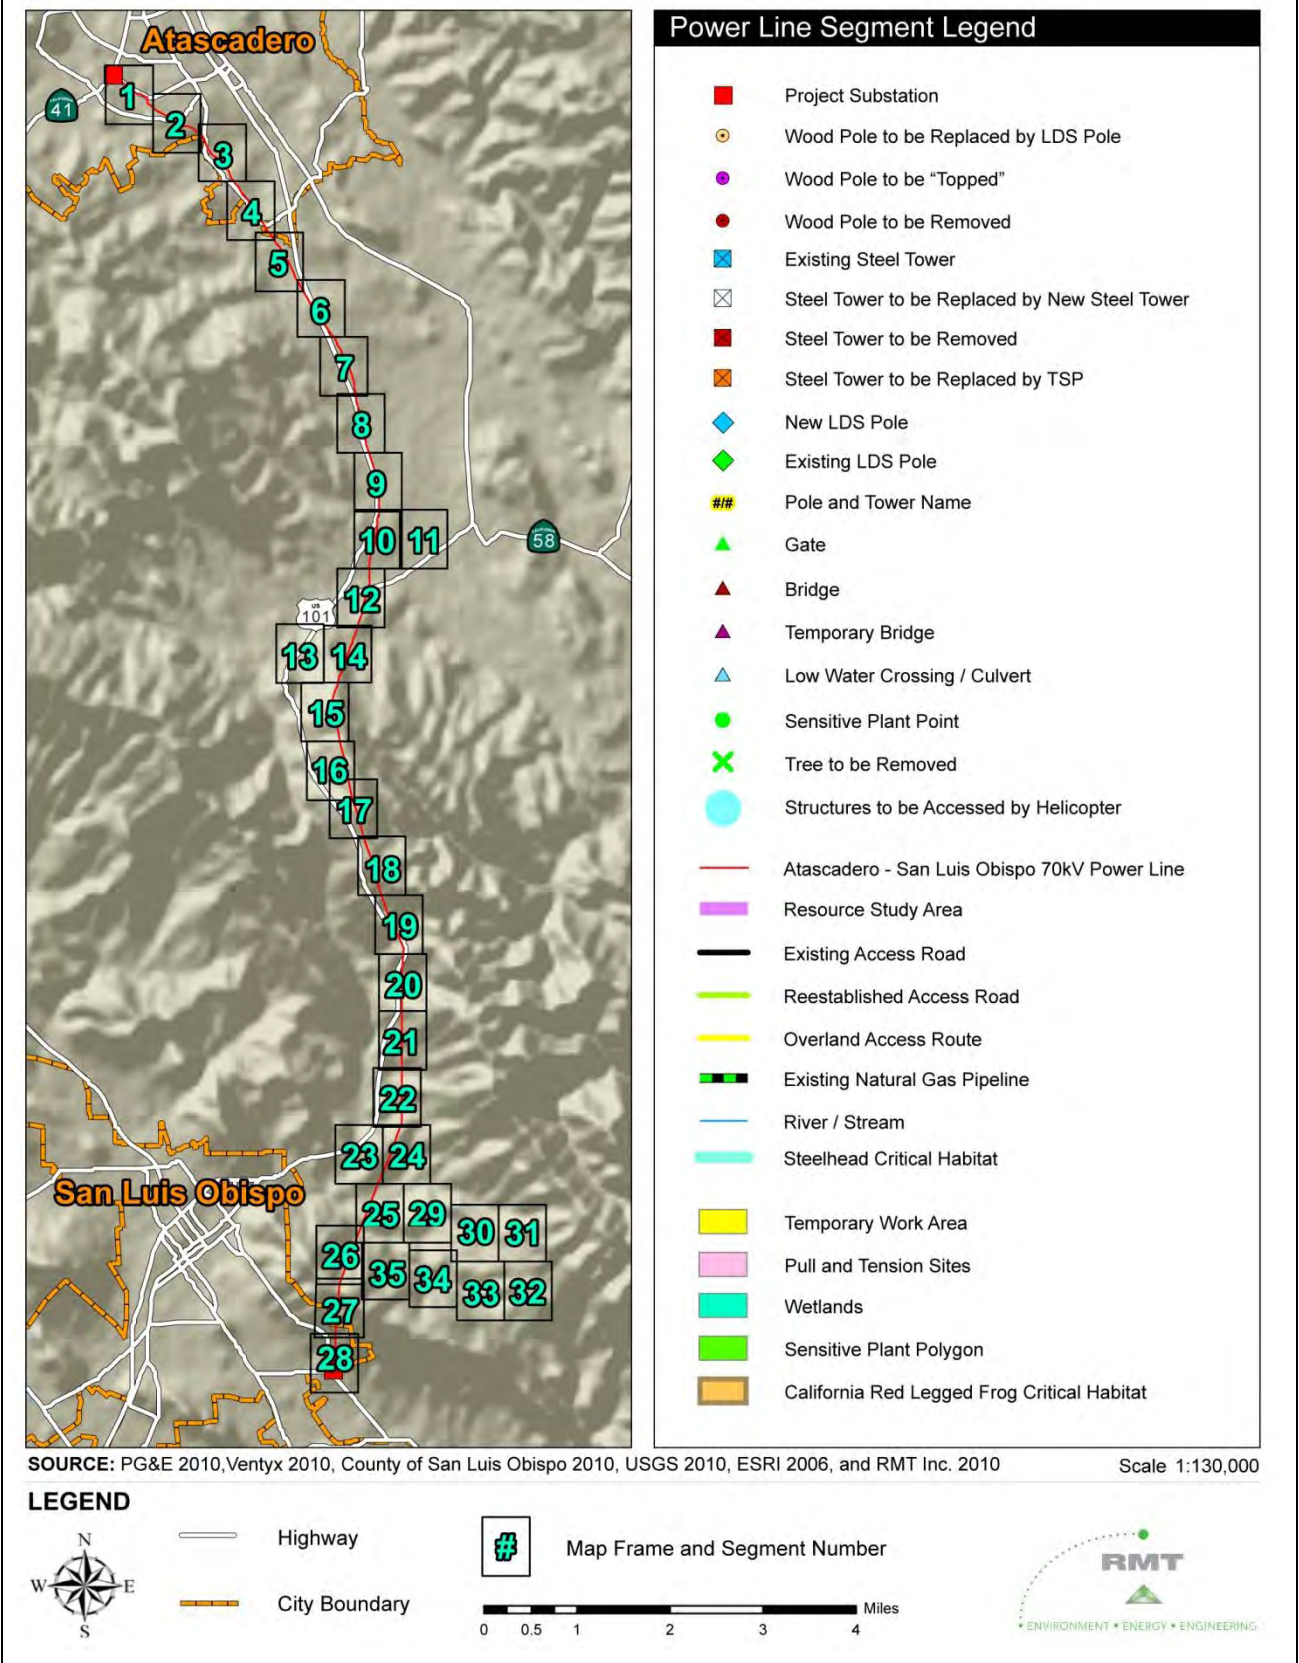 Atascadero
CALIFORNIA
41
1
2
3
4
5
6
7
8
9
10
11
CALIFORNIA
58
12
US
101
13
14
15
16
17
18
19
20
21
22
23
24
San Luis Obispo
25
29
30
31
26
35
34
33
32
27
28
Power Line Segment Legend
Project Substation
Wood Pole to be Replaced by LDS Pole
Wood Pole to be “Topped”
Wood Pole to be Removed
Existing Steel Tower
Steel Tower to be Replaced by New Steel Tower
Steel Tower to be Removed
Steel Tower to be Replaced by TSP
New LDS Pole
Existing LDS Pole
#/# Pole and Tower Name
Gate
Bridge
Temporary Bridge
Low Water Crossing / Culvert
Sensitive Plant Point
Tree to be Removed
Structures to be Accessed by Helicopter
Atascadero - San Luis Obispo 70kV Power Line
Resource Study Area
Existing Access Road
Reestablished Access Road
Overland Access Route
Existing Natural Gas Pipeline
River / Stream
Steelhead Critical Habitat
Temporary Work Area
Pull and Tension Sites
Wetlands
Sensitive Plant Polygon
California Red Legged Frog Critical Habitat
SOURCE: PG&E 2010,Ventyx 2010, County of San Luis Obispo 2010, USGS 2010, ESRI 2006, and RMT Inc. 2010
Scale 1:130,000
LEGEND
N
W E
S
Highway
City Boundary
# Map Frame and Segment Number
Miles
0 0.5 1 2 3 4
RMT
• ENVIRONMENT • ENERGY • ENGINEERING